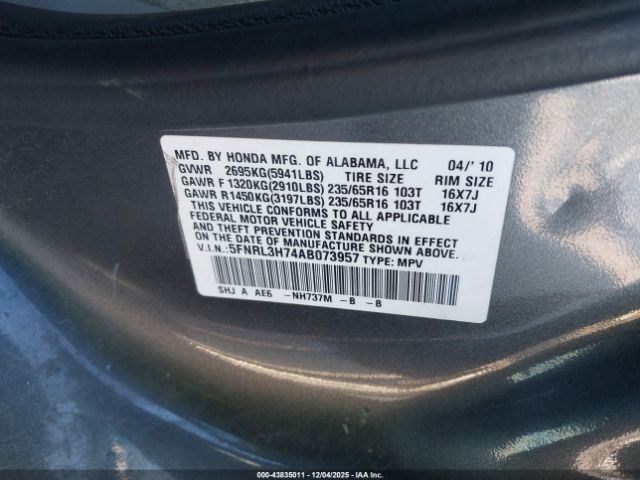 MFD. BY HONDA MFG. OF ALABAMA, LLC 04/' 10
GVWR 2695KG(5941LBS) TIRE SIZE RIM SIZE
GAWR F 1320KG(2910LBS) 235/65R16 103T 16X7J
GAWR R1450KG(3197LBS) 235/65R16 103T 16X7J
THIS VEHICLE CONFORMS TO ALL APPLICABLE
FEDERAL MOTOR VEHICLE SAFETY
AND THEFT PREVENTION STANDARDS IN EFFECT
ON THE DATE OF MANUFACTURE SHOWN ABOVE.
V.I.N.:5FNRL3H74AB073957 TYPE: MPV
SHJ A AE6 -NH737M -B -B
000-43835011 - 12/04/2025 - IAAI Inc.